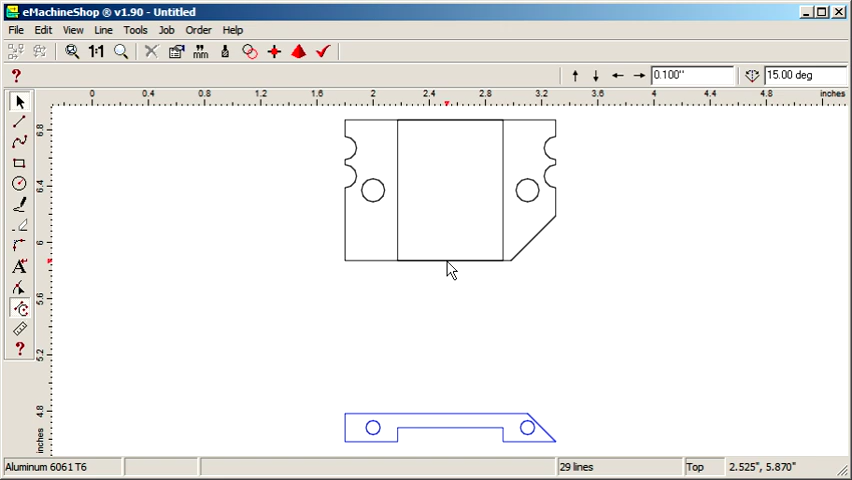 eMachineShop ® v1.90 - Untitled
File Edit View Line Tools Job Order Help
1:1 mm
? 0.100" 15.00 deg
0 0.4 0.8 1.2 1.6 2 2.4 2.8 3.2 3.6 4 4.4 4.8 inches
6.8
6.4
6
5.6
5.2
4.8
inches
A
?
Aluminum 6061 T6 29 lines Top 2.525", 5.870"